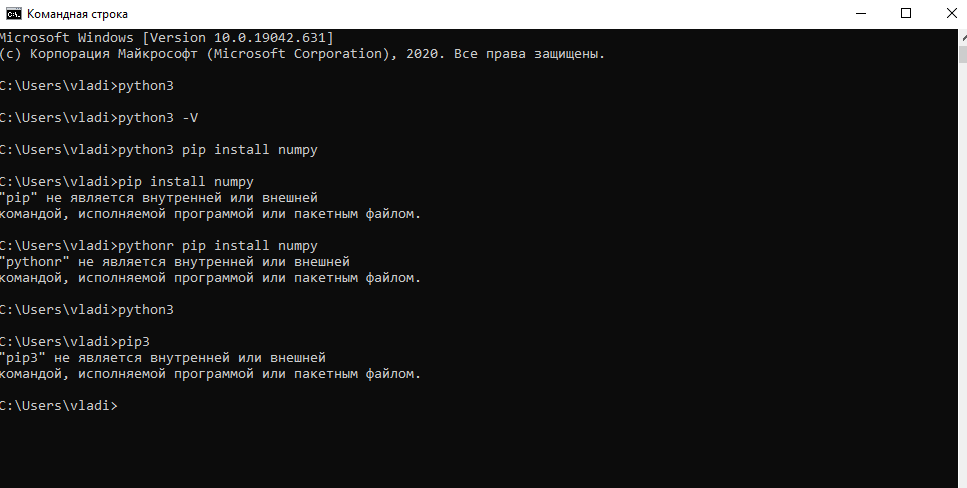 Командная строка
Microsoft Windows [Version 10.0.19042.631]
(c) Корпорация Майкрософт (Microsoft Corporation), 2020. Все права защищены.
C:\Users\vladi>python3
C:\Users\vladi>python3 -V
C:\Users\vladi>python3 pip install numpy
C:\Users\vladi>pip install numpy
"pip" не является внутренней или внешней
командой, исполняемой программой или пакетным файлом.
C:\Users\vladi>pythonr pip install numpy
"pythonr" не является внутренней или внешней
командой, исполняемой программой или пакетным файлом.
C:\Users\vladi>python3
C:\Users\vladi>pip3
"pip3" не является внутренней или внешней
командой, исполняемой программой или пакетным файлом.
C:\Users\vladi>